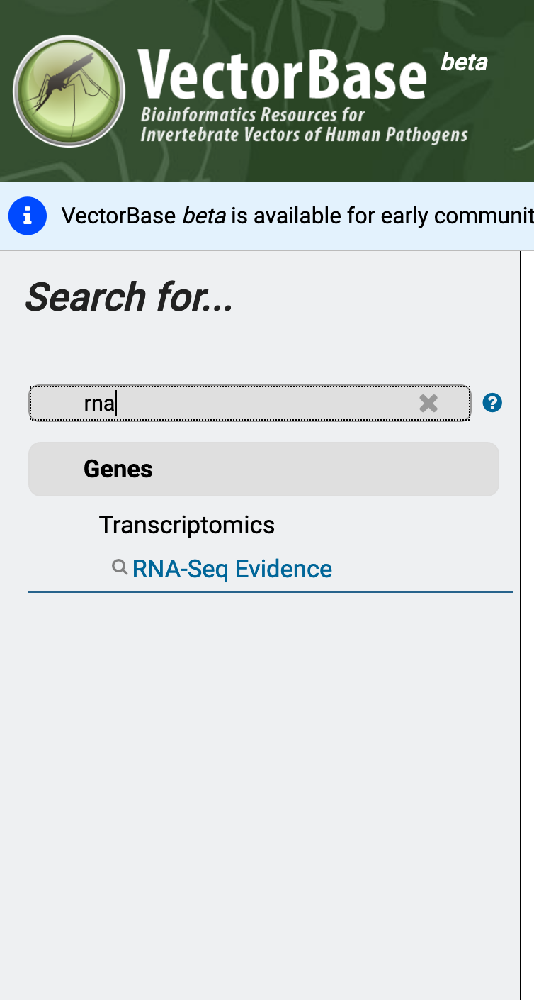 VectorBase beta
Bioinformatics Resources for
Invertebrate Vectors of Human Pathogens
VectorBase beta is available for early communit
Search for...
rna
Genes
Transcriptomics
RNA-Seq Evidence